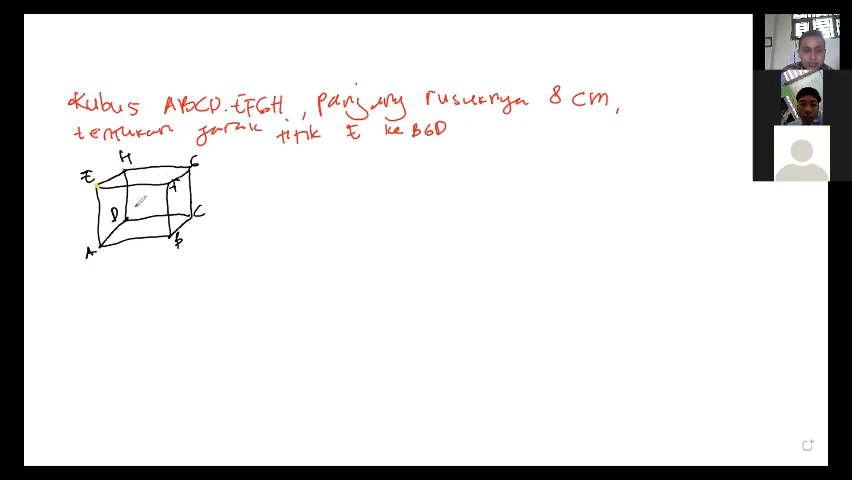 Kubus ABCD.EFGH, panjang rusuknya 8 cm,
tentukan jarak titik E ke BGD
H G
E F
D C
A B